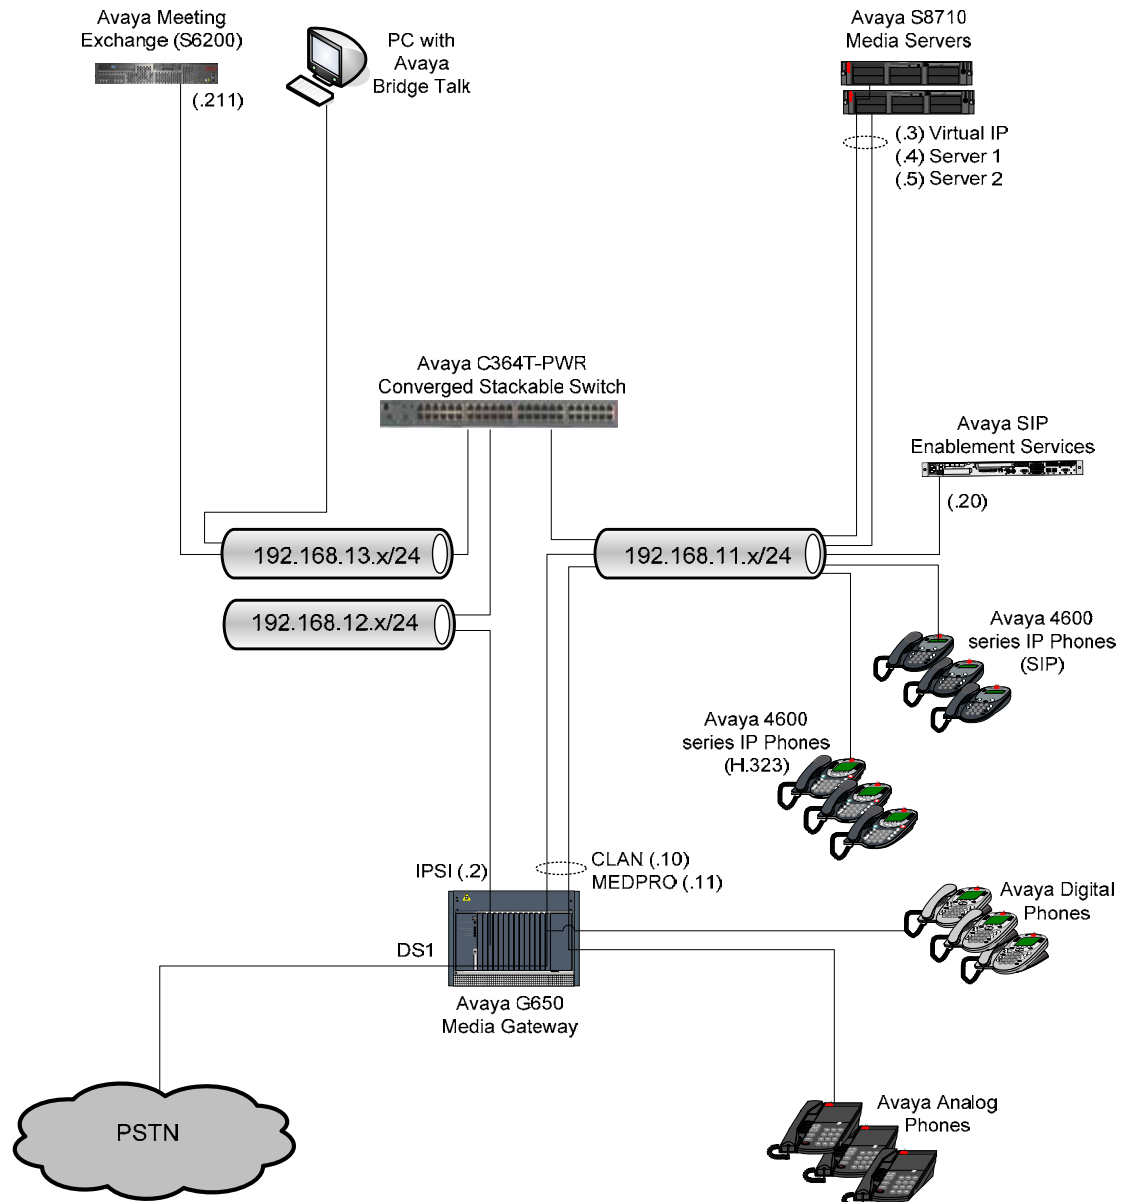 Avaya Meeting
Exchange (S6200)
(.211)
PC with
Avaya
Bridge Talk
Avaya S8710
Media Servers
(.3) Virtual IP
(.4) Server 1
(.5) Server 2
Avaya C364T-PWR
Converged Stackable Switch
Avaya SIP
Enablement Services
(.20)
192.168.13.x/24
192.168.11.x/24
192.168.12.x/24
Avaya 4600
series IP Phones
(SIP)
Avaya 4600
series IP Phones
(H.323)
IPSI (.2)
CLAN (.10)
MEDPRO (.11)
Avaya Digital
Phones
DS1
Avaya G650
Media Gateway
PSTN
Avaya Analog
Phones